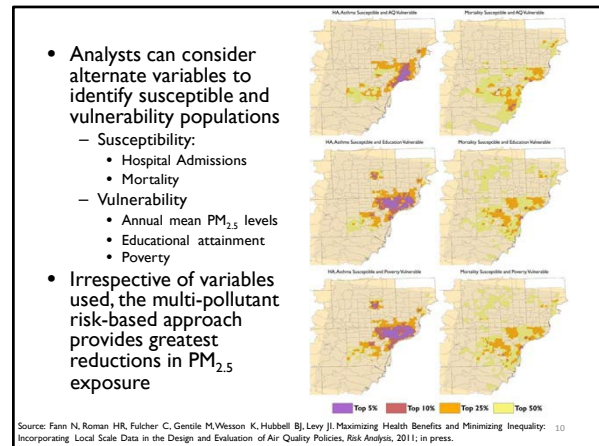 • Analysts can consider
alternate variables to
identify susceptible and
vulnerability populations
– Susceptibility:
• Hospital Admissions
• Mortality
– Vulnerability
• Annual mean PM2.5 levels
• Educational attainment
• Poverty
• Irrespective of variables
used, the multi-pollutant
risk-based approach
provides greatest
reductions in PM2.5
exposure
HA, Asthma Susceptible and AQ Vulnerable
Mortality Susceptible and AQ Vulnerable
HA, Asthma Susceptible and Education Vulnerable
Mortality Susceptible and Education Vulnerable
HA, Asthma Susceptible and Poverty Vulnerable
Mortality Susceptible and Poverty Vulnerable
Top 5% Top 10% Top 25% Top 50%
Source: Fann N, Roman HR, Fulcher C, Gentile M, Wesson K, Hubbell BJ, Levy JI. Maximizing Health Benefits and Minimizing Inequality: 10
Incorporating Local Scale Data in the Design and Evaluation of Air Quality Policies, Risk Analysis, 2011; in press.